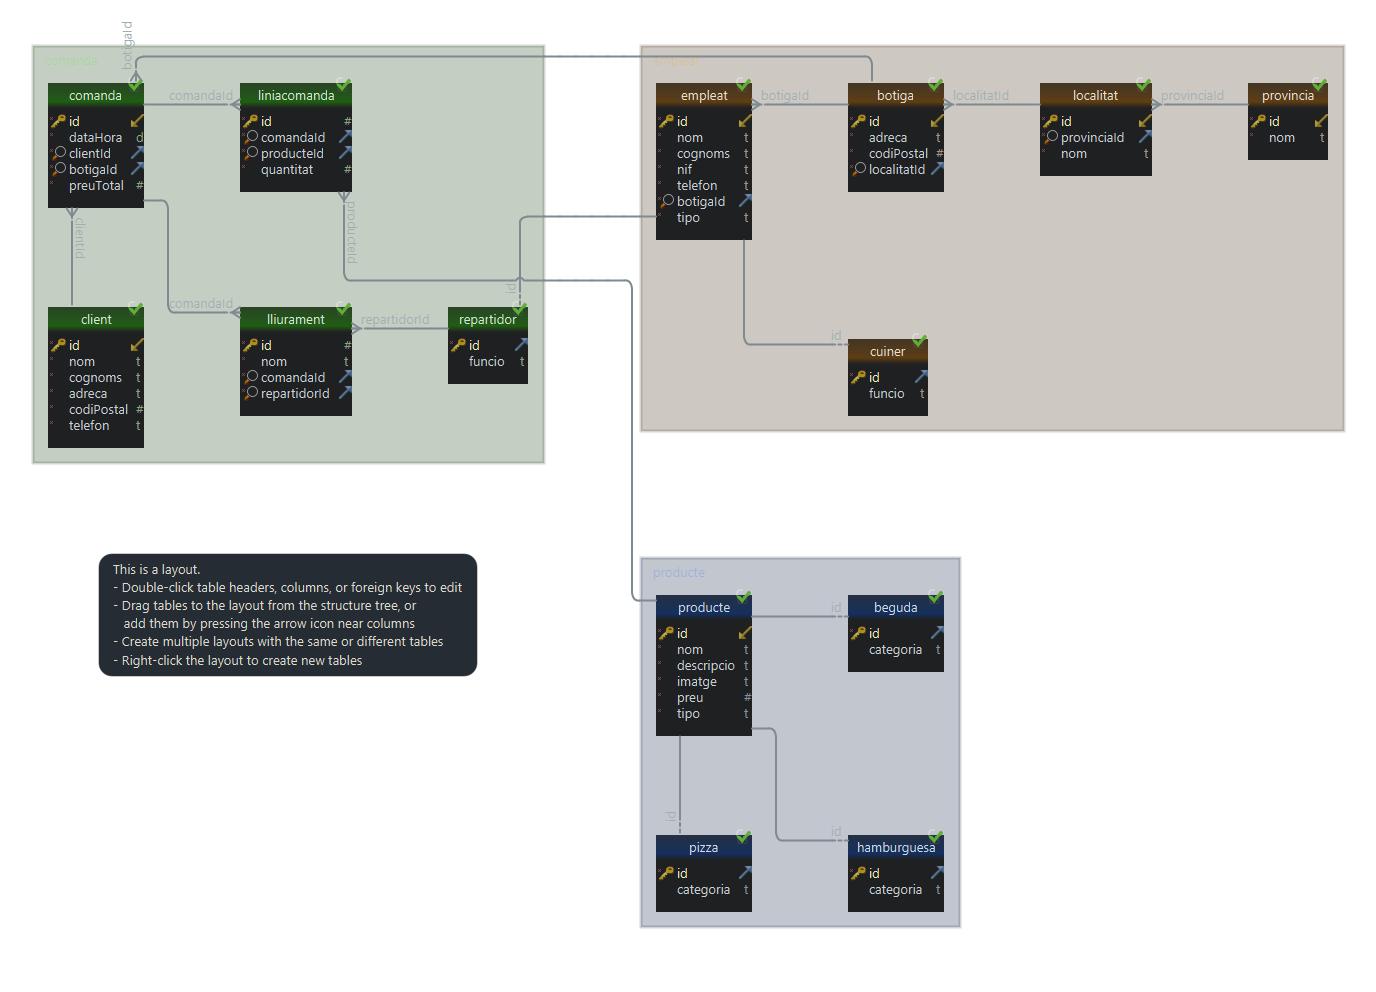 comanda
botigaId
comanda
id
dataHora d
clientId
botigaId
preuTotal #
comandaId
liniacomanda
id #
comandaId
producteId
quantitat #
clientId
producteId
client
id
nom t
cognoms t
adreca t
codiPostal #
telefon t
comandaId
lliurament
id #
nom t
comandaId
repartidorId
repartidorId
id
repartidor
id
funcio t
empleat
empleat
id
nom t
cognoms t
nif t
telefon t
botigaId
tipo t
botigaId
botiga
id
adreca t
codiPostal #
localitatId
localitatId
localitat
id
provinciaId
nom t
provinciaId
provincia
id
nom t
id
cuiner
id
funcio t
This is a layout.
- Double-click table headers, columns, or foreign keys to edit
- Drag tables to the layout from the structure tree, or
add them by pressing the arrow icon near columns
- Create multiple layouts with the same or different tables
- Right-click the layout to create new tables
producte
producte
id
nom t
descripcio t
imatge t
preu #
tipo t
id
beguda
id
categoria t
id
pizza
id
categoria t
id
hamburguesa
id
categoria t